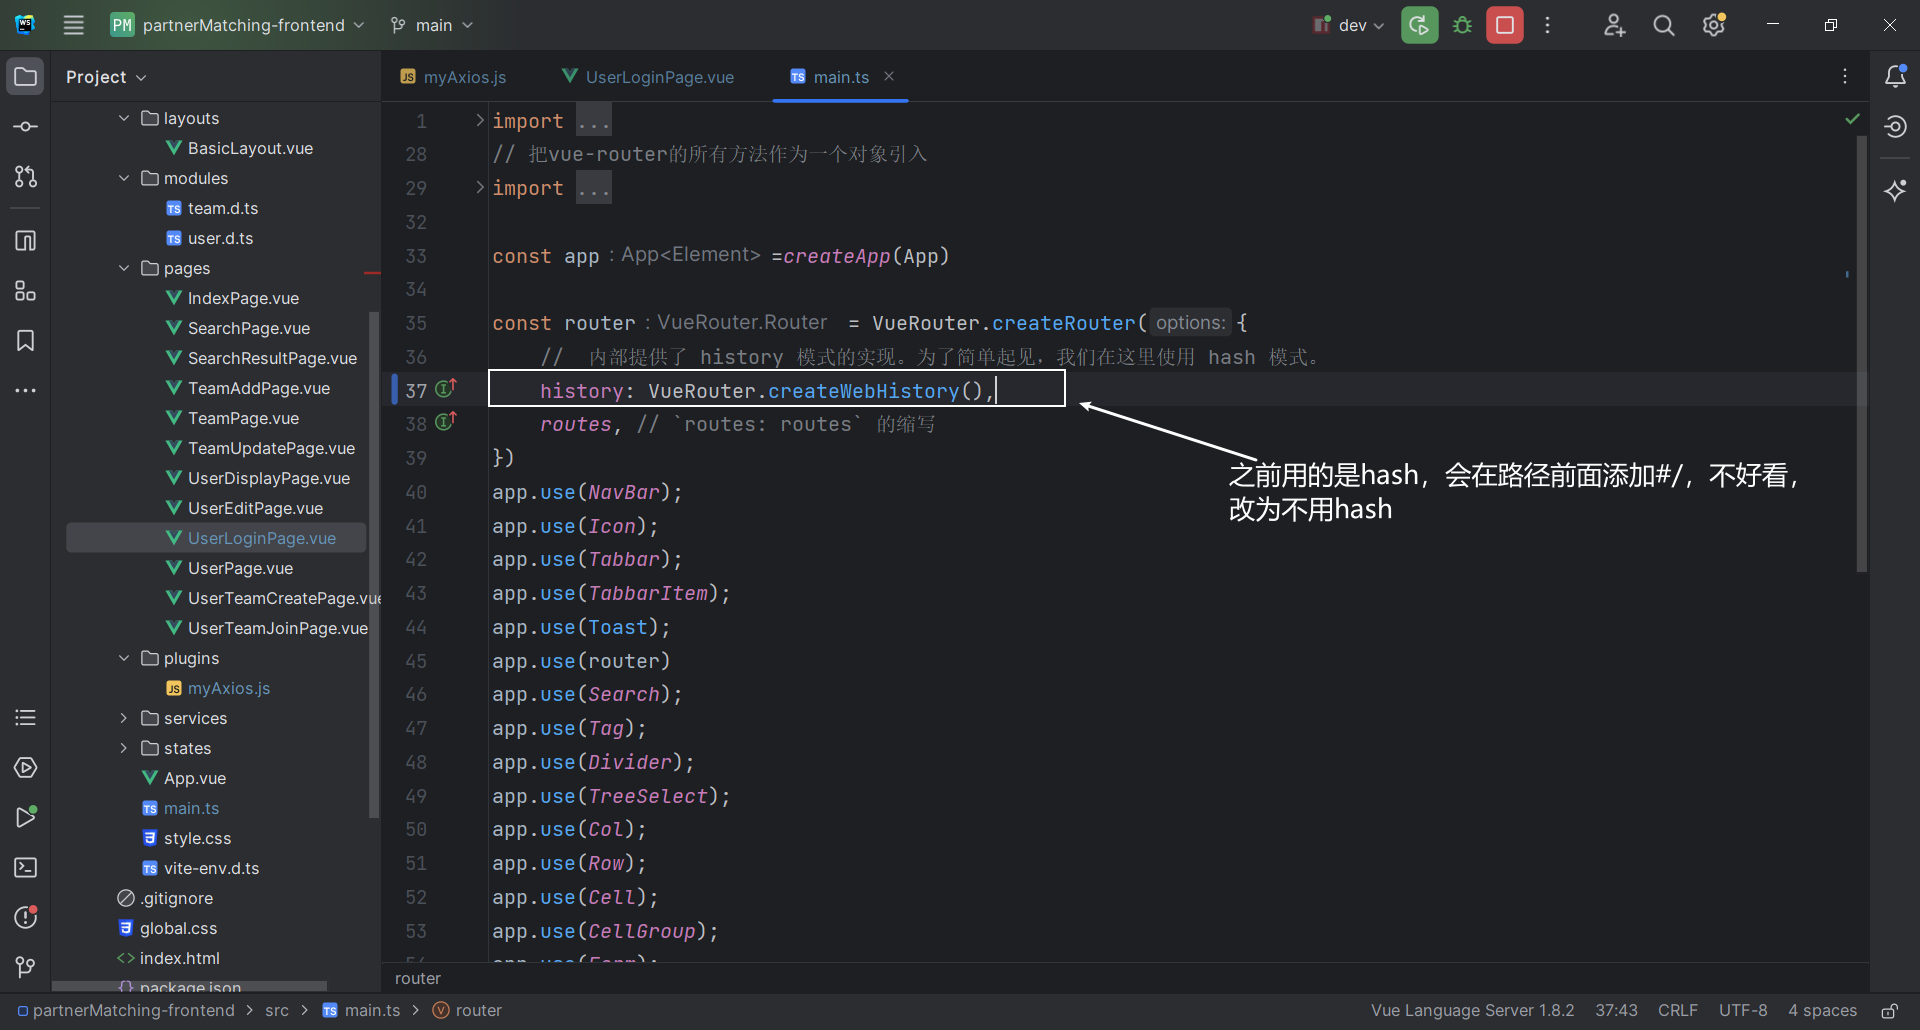 WS
PM partnerMatching-frontend
main
dev
Project
myAxios.js
UserLoginPage.vue
main.ts
layouts
BasicLayout.vue
modules
team.d.ts
user.d.ts
pages
IndexPage.vue
SearchPage.vue
SearchResultPage.vue
TeamAddPage.vue
TeamPage.vue
TeamUpdatePage.vue
UserDisplayPage.vue
UserEditPage.vue
UserLoginPage.vue
UserPage.vue
UserTeamCreatePage.vue
UserTeamJoinPage.vue
plugins
myAxios.js
services
states
App.vue
main.ts
style.css
vite-env.d.ts
.gitignore
global.css
index.html
package.json
1 import ...
28 // 把vue-router的所有方法作为一个对象引入
29 import ...
32
33 const app : App<Element> =createApp(App)
34
35 const router : VueRouter.Router = VueRouter.createRouter( options: {
36 // 内部提供了 history 模式的实现。为了简单起见，我们在这里使用 hash 模式。
37 history: VueRouter.createWebHistory(),
38 routes, // `routes: routes` 的缩写
39 })
40 app.use(NavBar);
41 app.use(Icon);
42 app.use(Tabbar);
43 app.use(TabbarItem);
44 app.use(Toast);
45 app.use(router)
46 app.use(Search);
47 app.use(Tag);
48 app.use(Divider);
49 app.use(TreeSelect);
50 app.use(Col);
51 app.use(Row);
52 app.use(Cell);
53 app.use(CellGroup);
54 app.use(Form);
之前用的是hash，会在路径前面添加#/，不好看，
改为不用hash
router
partnerMatching-frontend > src > main.ts > router
Vue Language Server 1.8.2 37:43 CRLF UTF-8 4 spaces